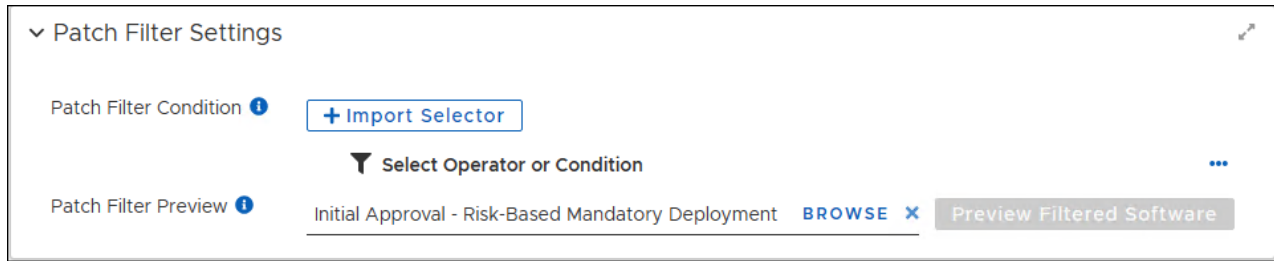 Patch Filter Settings
Patch Filter Condition
+ Import Selector
Select Operator or Condition
Patch Filter Preview
Initial Approval - Risk-Based Mandatory Deployment BROWSE Preview Filtered Software